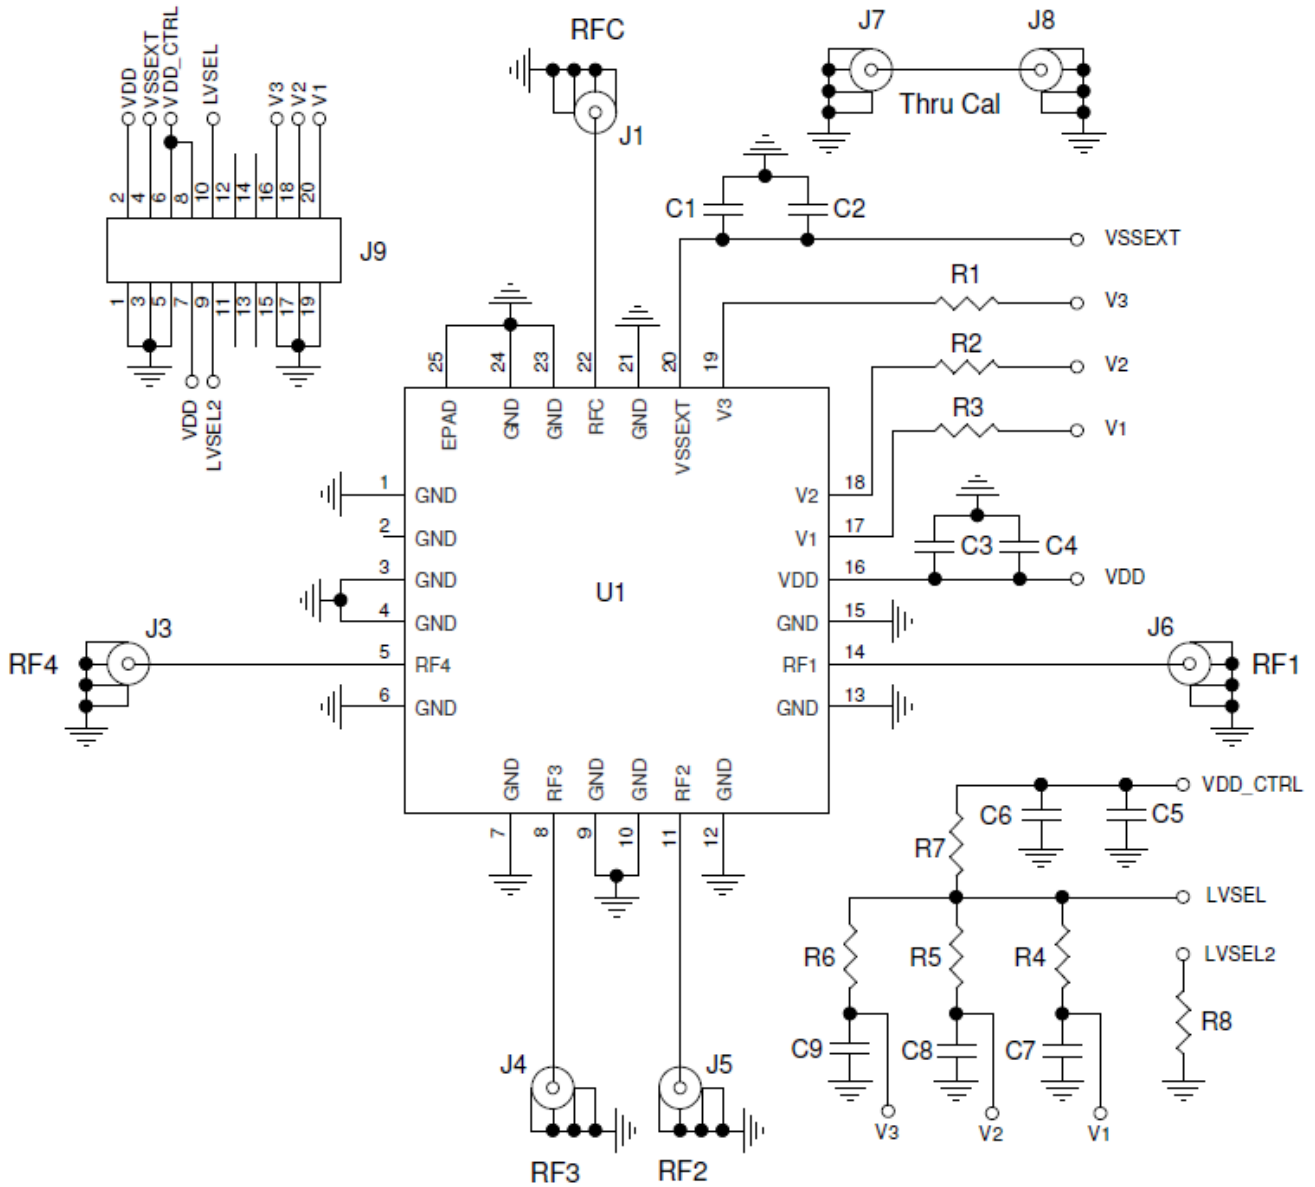 RFC
J7
J8
J1
Thru Cal
VDD
VSSEXT
VDD_CTRL
LVSEL
V3
V2
V1
2
4
6
8
10
12
14
16
18
20
J9
1
3
5
7
9
11
13
15
17
19
VDD
LVSEL2
C1
C2
VSSEXT
R1
V3
R2
V2
R3
V1
25
24
23
22
21
20
19
EPAD
GND
GND
RFC
GND
VSSEXT
V3
1 GND
2 GND
3 GND
4 GND
5 RF4
6 GND
U1
V2 18
V1 17
VDD 16
GND 15
RF1 14
GND 13
C3
C4
VDD
J3
RF4
J6
RF1
GND
RF3
GND
GND
RF2
GND
7
8
9
10
11
12
VDD_CTRL
C6
C5
R7
LVSEL
R6
R5
R4
LVSEL2
R8
C9
C8
C7
V3
V2
V1
J4
J5
RF3
RF2